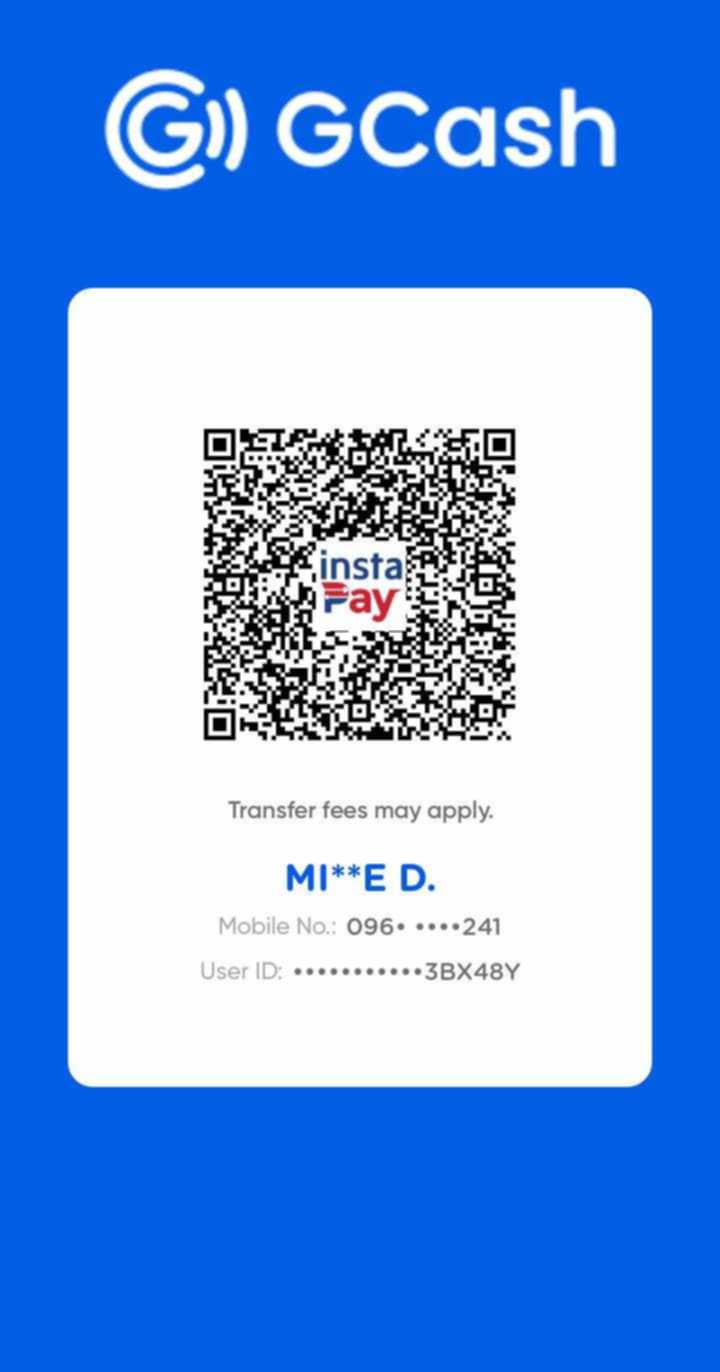 GCash
insta
Pay
Transfer fees may apply.
MI**E D.
Mobile No.: 096• ••••241
User ID: •••••••••••3BX48Y